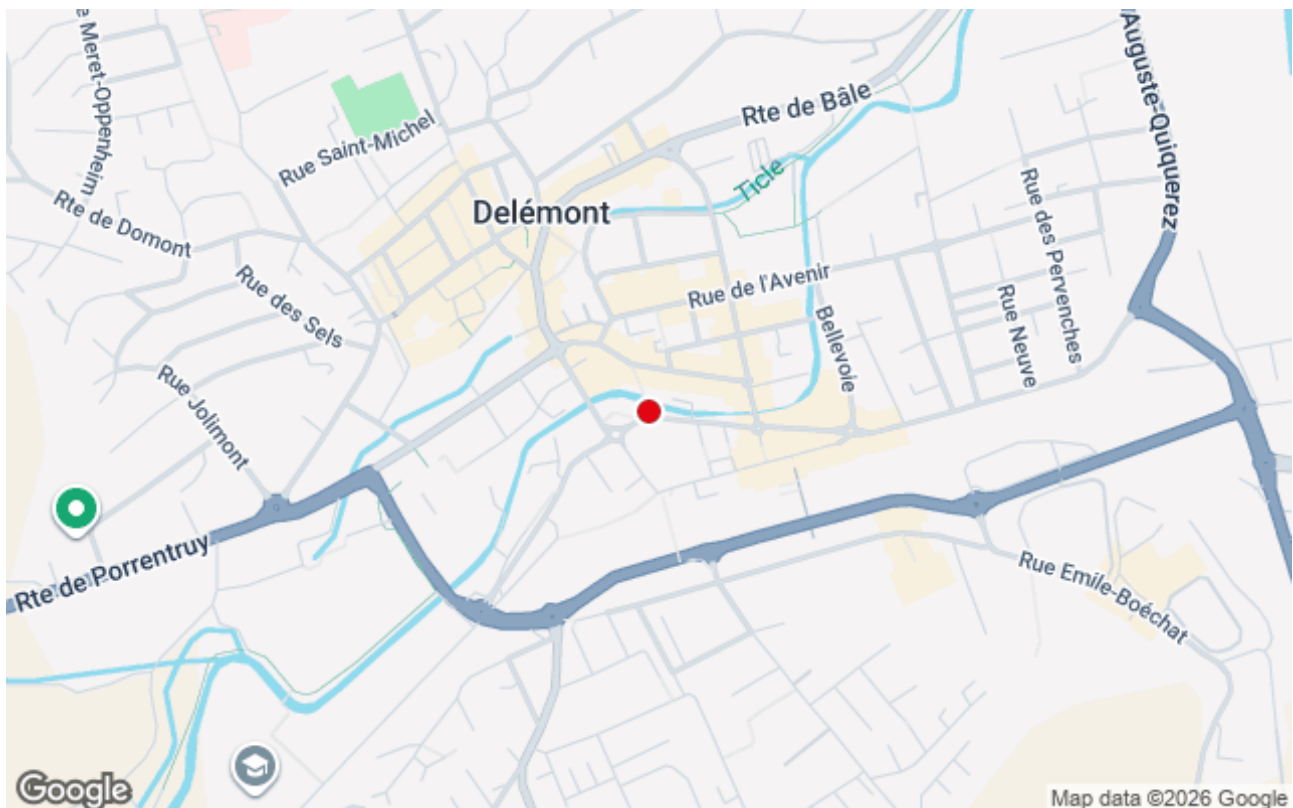 e Meret-Oppenheim
Auguste-Quiquerez
Rte de Bâle
Rue Saint-Michel
Ticle
Rue des Pervenches
Delémont
Rte de Domont
Rue de l'Avenir
Rue des Sels
Rue Neuve
Bellevoie
Rue Jolimont
Rte de Porrentruy
Rue Emile-Boéchat
Google
Map data ©2026 Google